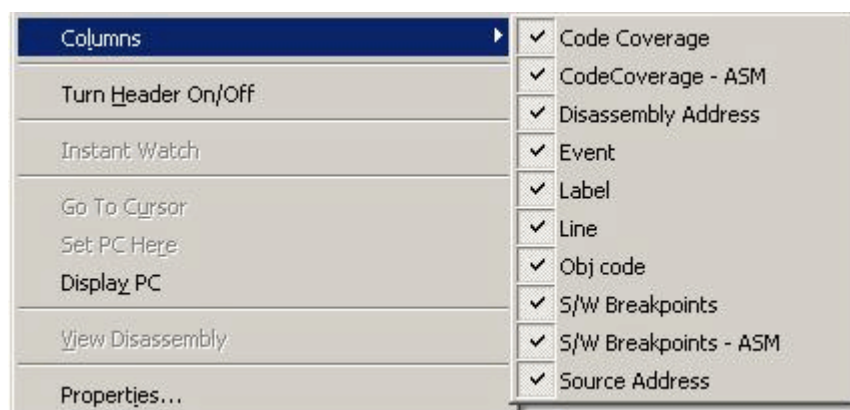 Columns
Turn Header On/Off
Instant Watch
Go To Cursor
Set PC Here
Display PC
View Disassembly
Properties...
Code Coverage
CodeCoverage - ASM
Disassembly Address
Event
Label
Line
Obj code
S/W Breakpoints
S/W Breakpoints - ASM
Source Address